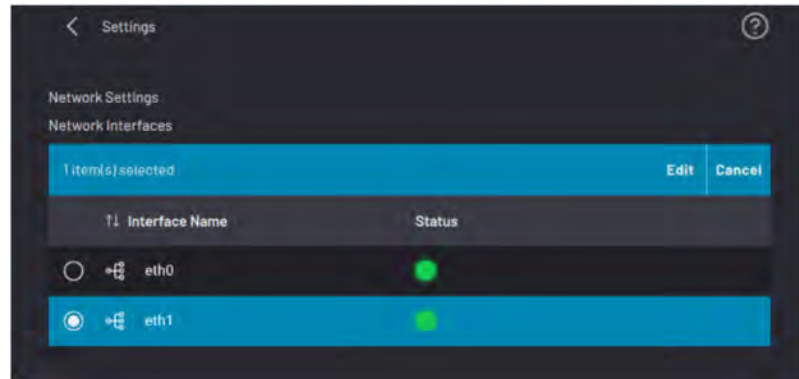 Settings
Network Settings
Network Interfaces
1 item(s) selected Edit Cancel
Interface Name Status
eth0
eth1